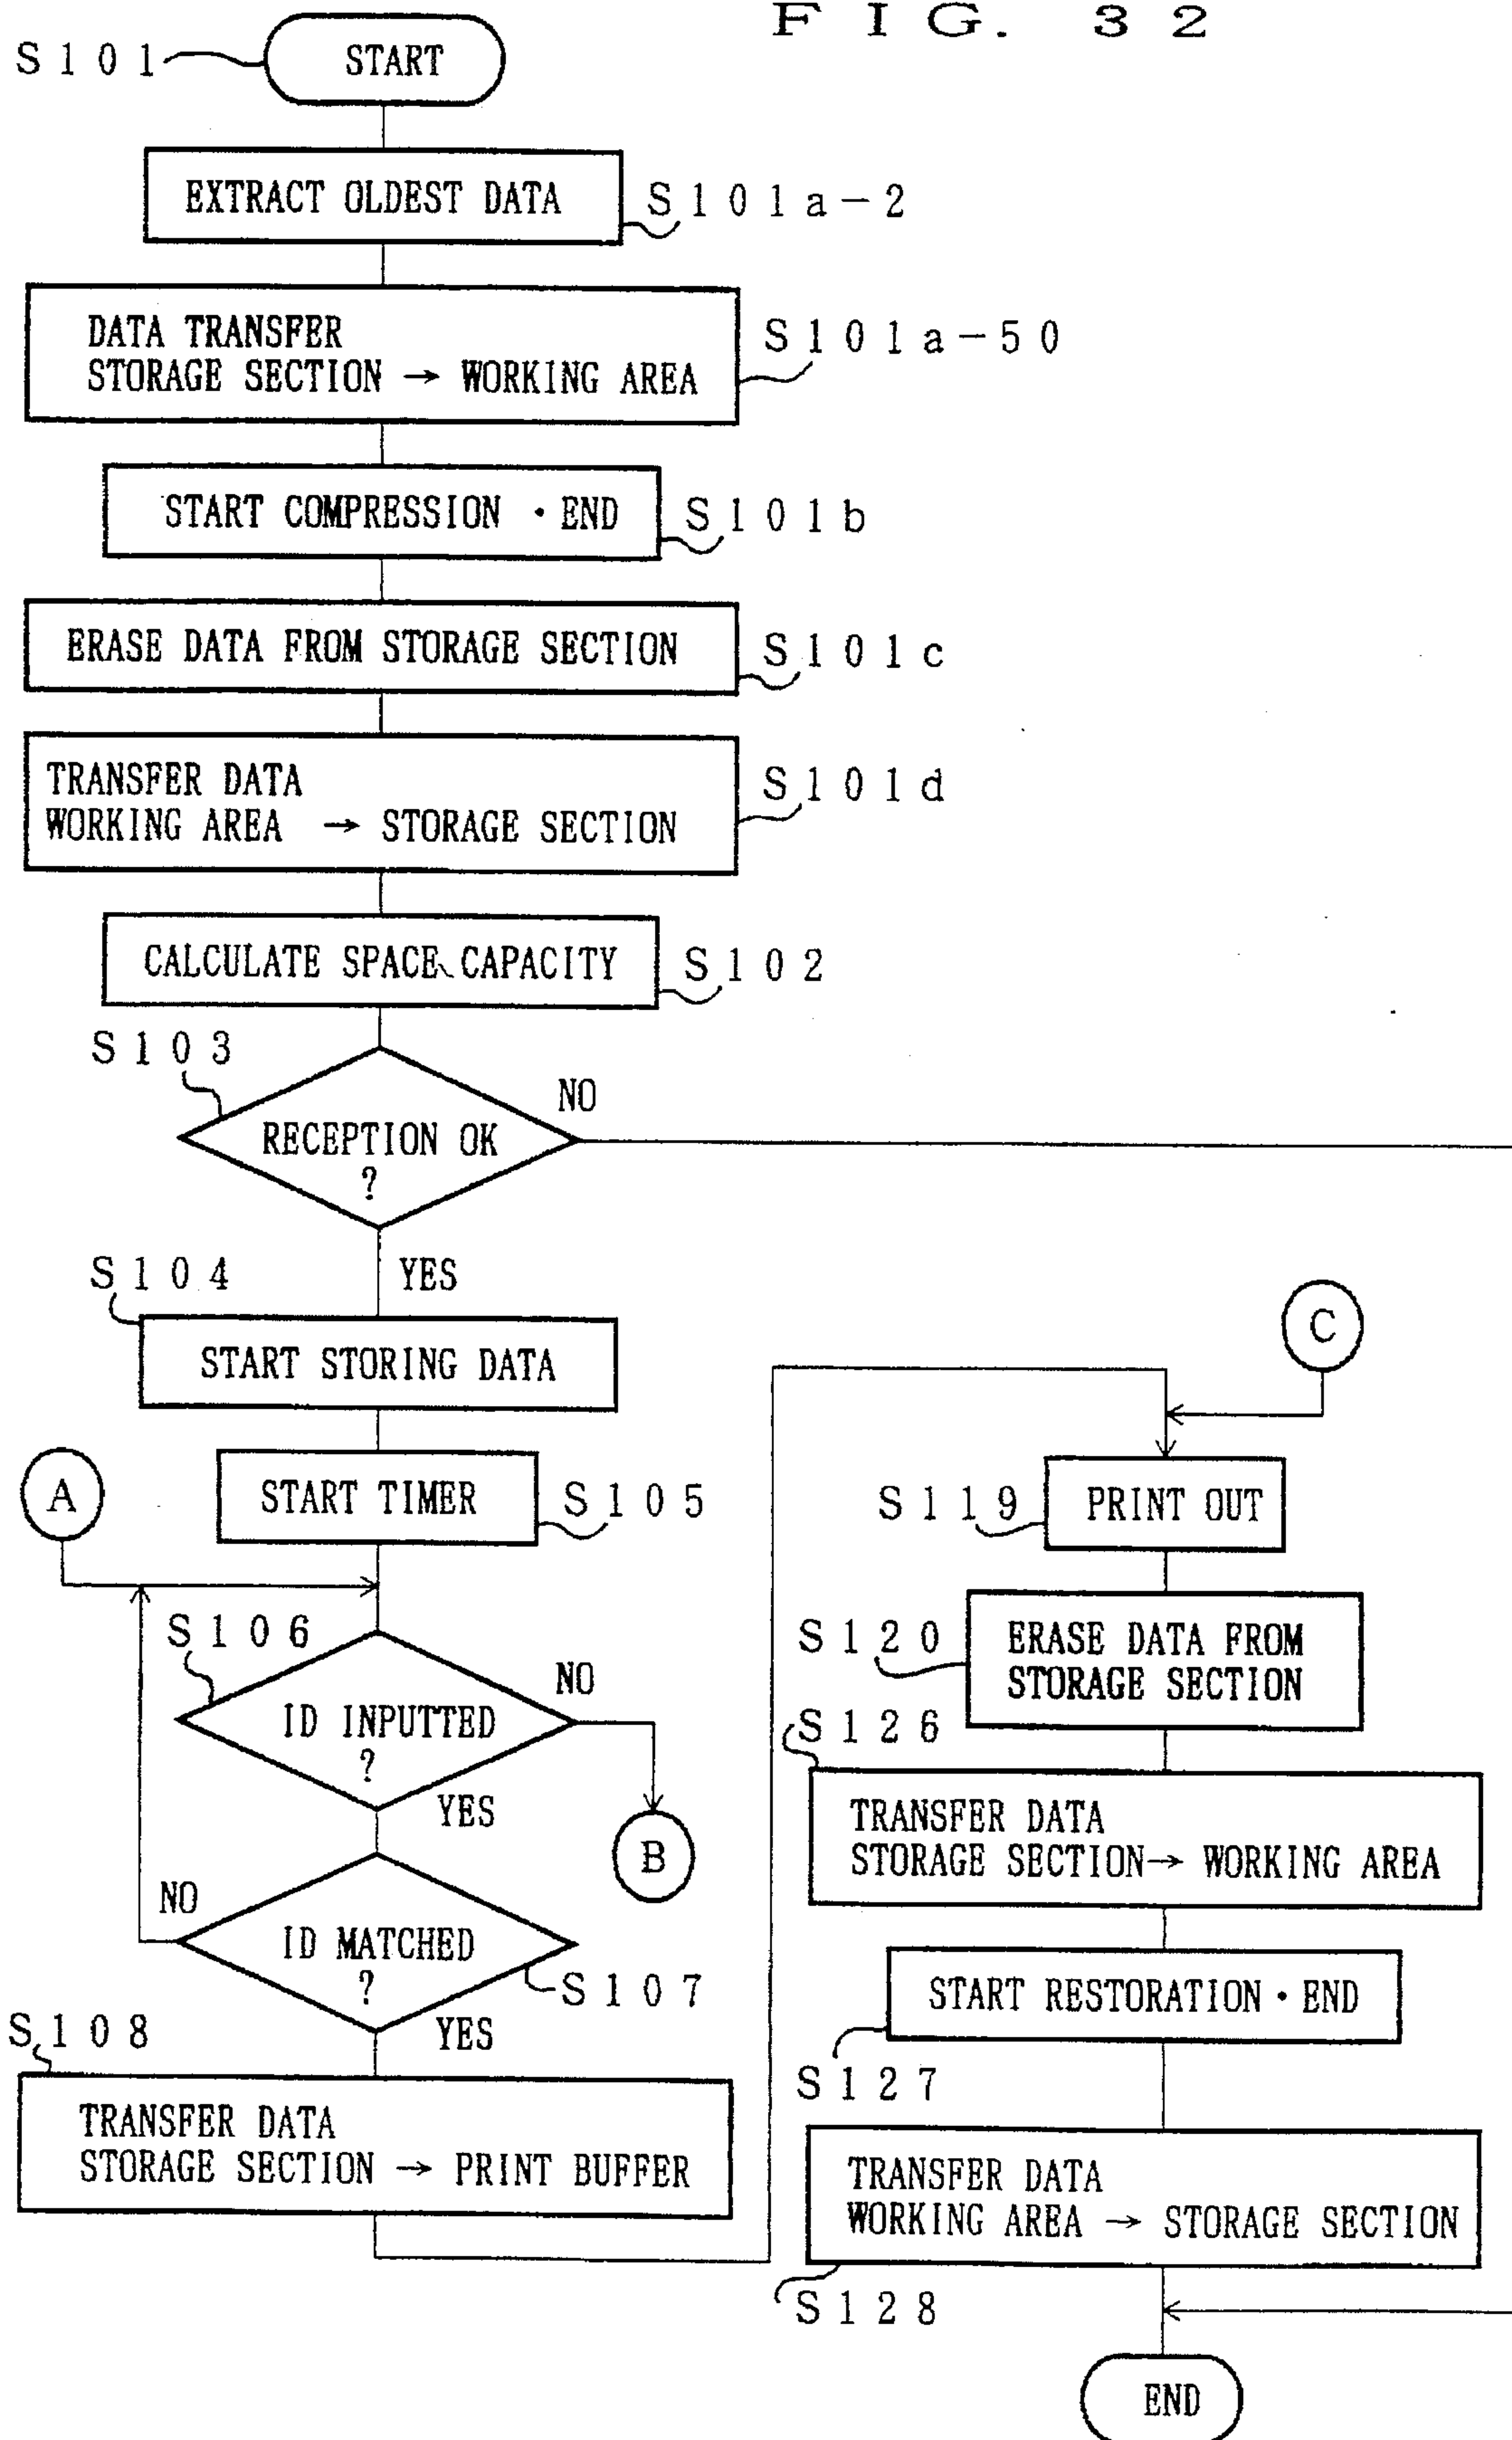 FIG. 32
S101
START
EXTRACT OLDEST DATA
S101a-2
DATA TRANSFER
STORAGE SECTION → WORKING AREA
S101a-50
START COMPRESSION・END
S101b
ERASE DATA FROM STORAGE SECTION
S101c
TRANSFER DATA
WORKING AREA → STORAGE SECTION
S101d
CALCULATE SPACE CAPACITY
S102
S103
RECEPTION OK
?
NO
YES
S104
START STORING DATA
A
START TIMER
S105
S106
ID INPUTTED
?
NO
YES
B
NO
ID MATCHED
?
S107
YES
S108
TRANSFER DATA
STORAGE SECTION → PRINT BUFFER
C
S119
PRINT OUT
S120
ERASE DATA FROM
STORAGE SECTION
S126
TRANSFER DATA
STORAGE SECTION → WORKING AREA
START RESTORATION・END
S127
TRANSFER DATA
WORKING AREA → STORAGE SECTION
S128
END